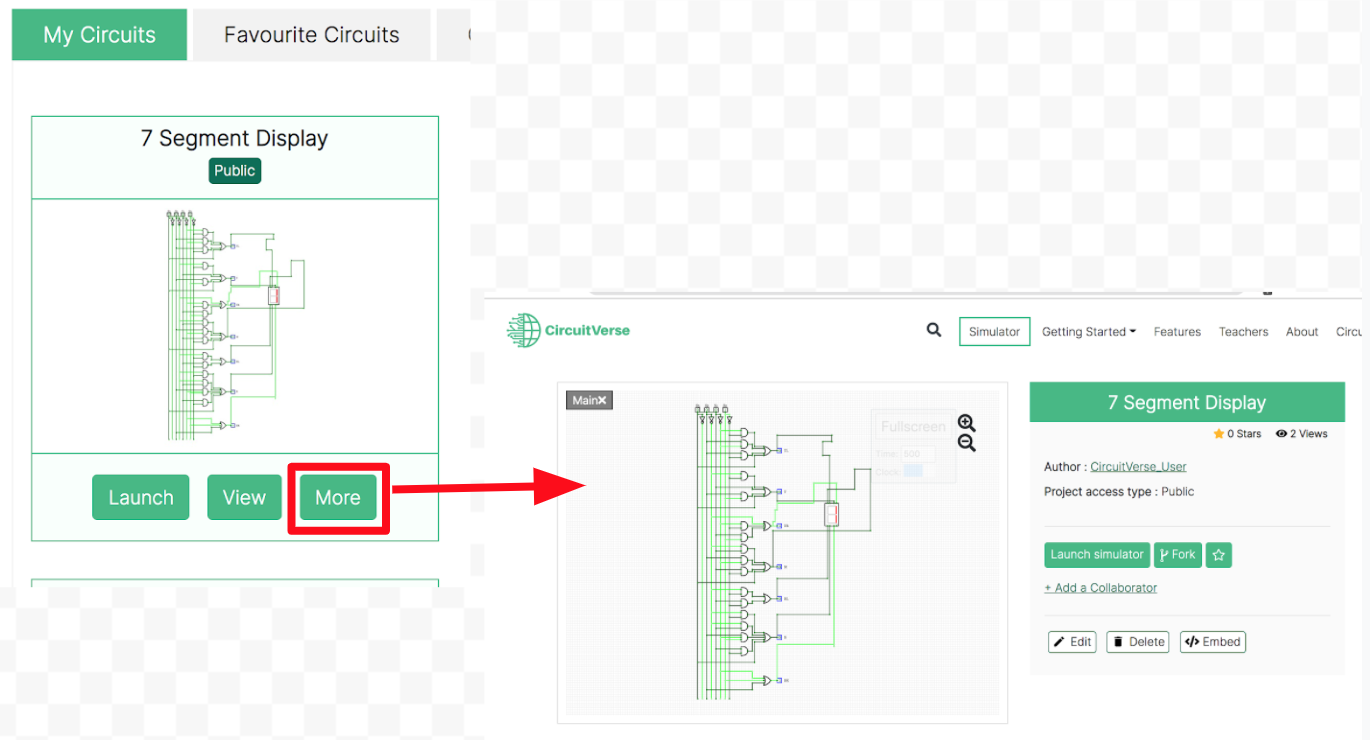 My Circuits
Favourite Circuits
7 Segment Display
Public
Launch
View
More
CircuitVerse
Simulator
Getting Started
Features
Teachers
About
Circu
Main
Fullscreen
Time: 500
Clock:
7 Segment Display
0 Stars
2 Views
Author : CircuitVerse_User
Project access type : Public
Launch simulator
Fork
+ Add a Collaborator
Edit
Delete
</> Embed